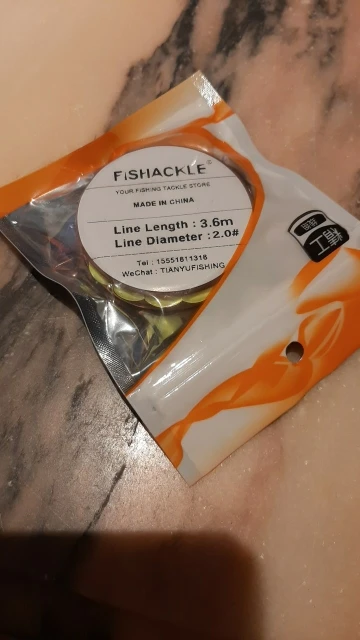 FiSHACKLE
YOUR FISHING TACKLE STORE
MADE IN CHINA
Line Length : 3.6m
Line Diameter : 2.0#
Tel : 15551811316
WeChat : TIANYUFISHING